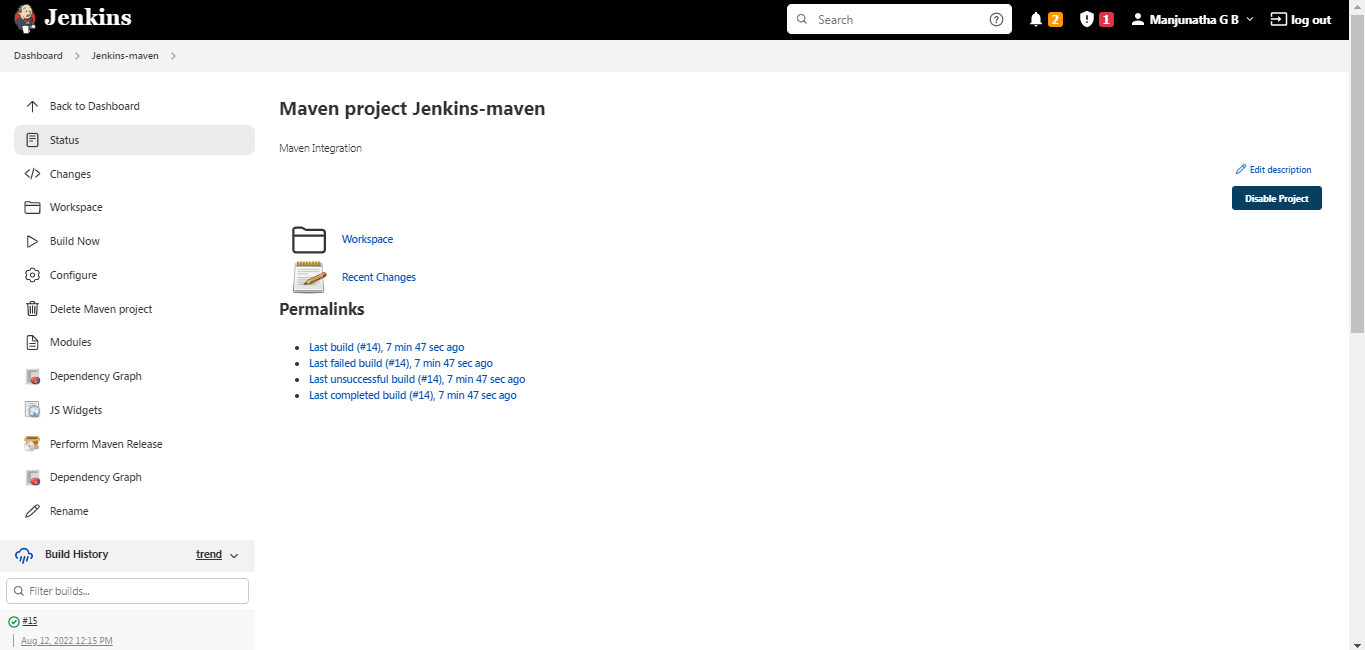 Jenkins
Search
2
1
Manjunatha G B
log out
Dashboard
Jenkins-maven
Back to Dashboard
Status
Changes
Workspace
Build Now
Configure
Delete Maven project
Modules
Dependency Graph
JS Widgets
Perform Maven Release
Dependency Graph
Rename
Build History
trend
Filter builds...
#15
Aug 12, 2022 12:15 PM
Maven project Jenkins-maven
Maven Integration
Edit description
Disable Project
Workspace
Recent Changes
Permalinks
Last build (#14), 7 min 47 sec ago
Last failed build (#14), 7 min 47 sec ago
Last unsuccessful build (#14), 7 min 47 sec ago
Last completed build (#14), 7 min 47 sec ago